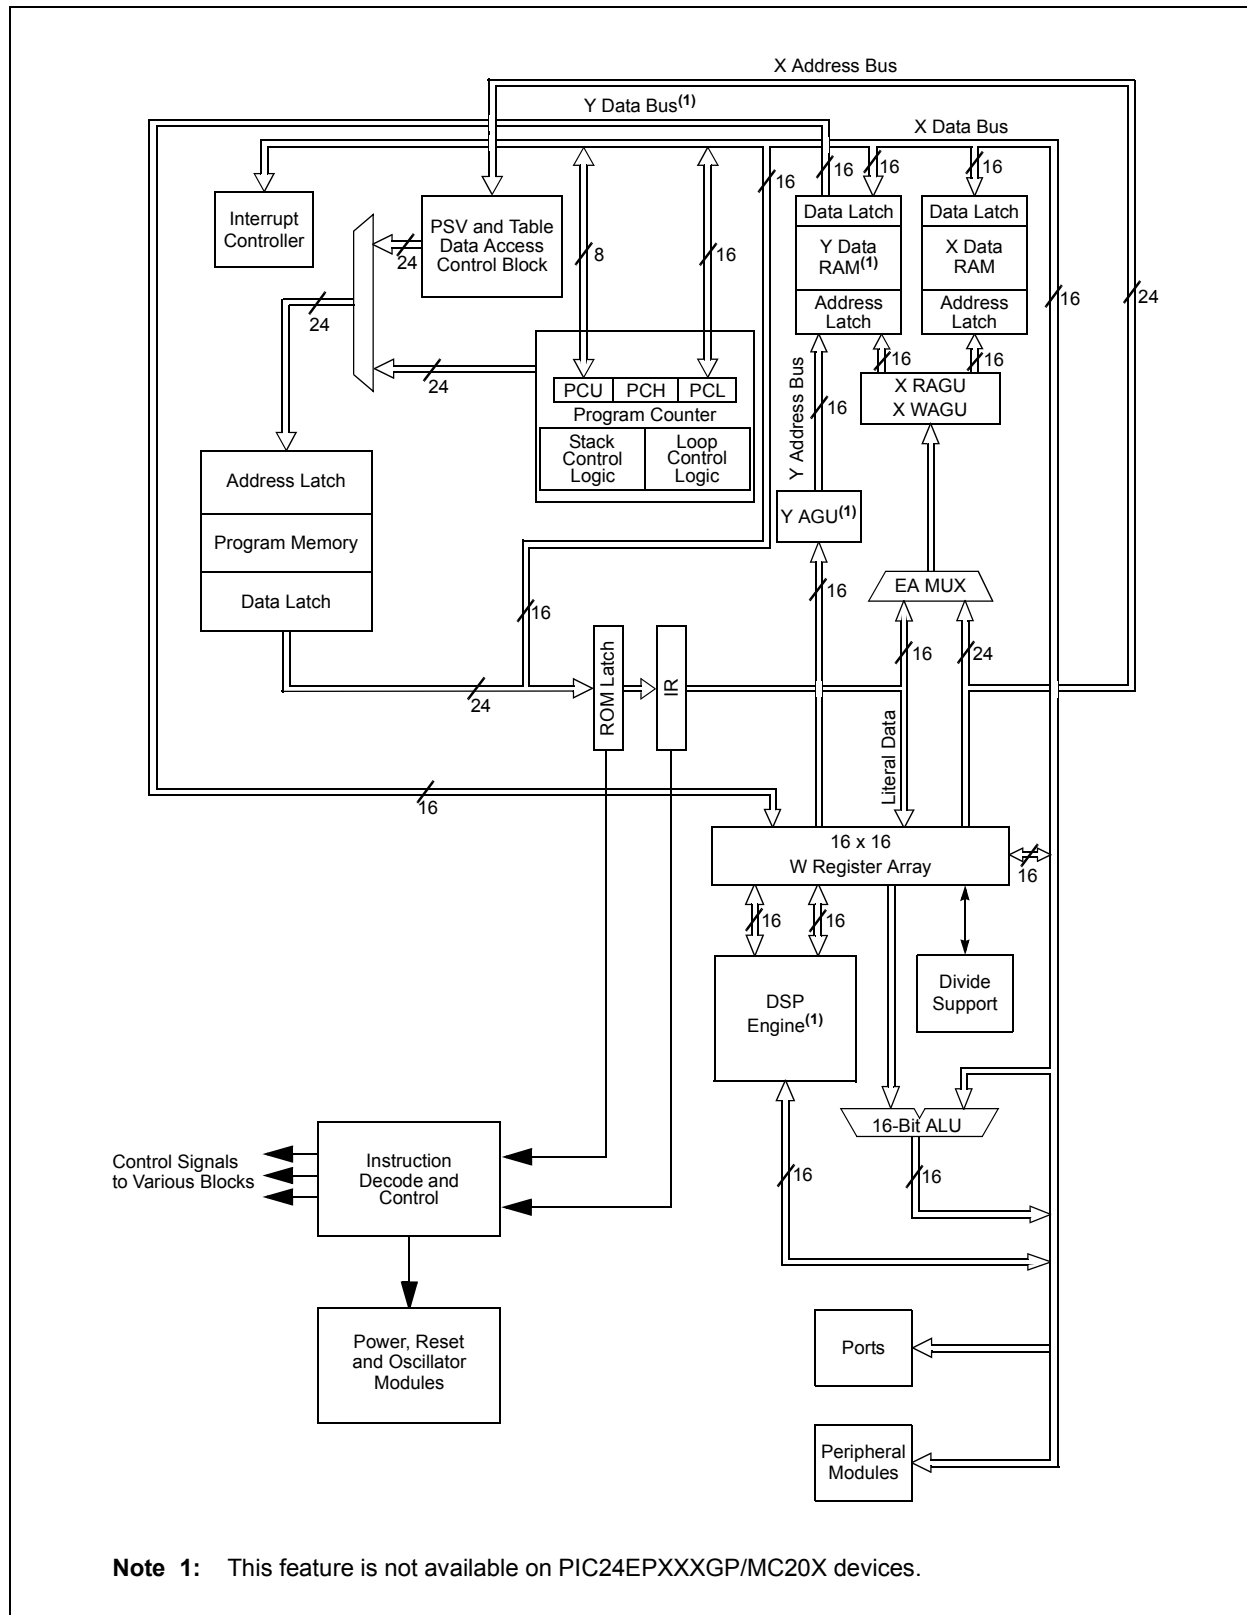 X Address Bus
Y Data Bus(1)
X Data Bus
16
16
16
16
Interrupt
Controller
PSV and Table
Data Access
Control Block
24
8
16
Data Latch
Y Data
RAM(1)
Address
Latch
Data Latch
X Data
RAM
Address
Latch
16
24
24
24
16
16
PCU
PCH
PCL
Program Counter
Stack
Control
Logic
Loop
Control
Logic
Y Address Bus
16
X RAGU
X WAGU
Address Latch
Program Memory
Data Latch
Y AGU(1)
16
EA MUX
16
16
24
24
ROM Latch
IR
Literal Data
16
16 x 16
W Register Array
16
16
16
DSP
Engine(1)
Divide
Support
16-Bit ALU
16
16
Control Signals
to Various Blocks
Instruction
Decode and
Control
Power, Reset
and Oscillator
Modules
Ports
Peripheral
Modules
Note 1: This feature is not available on PIC24EPXXXGP/MC20X devices.